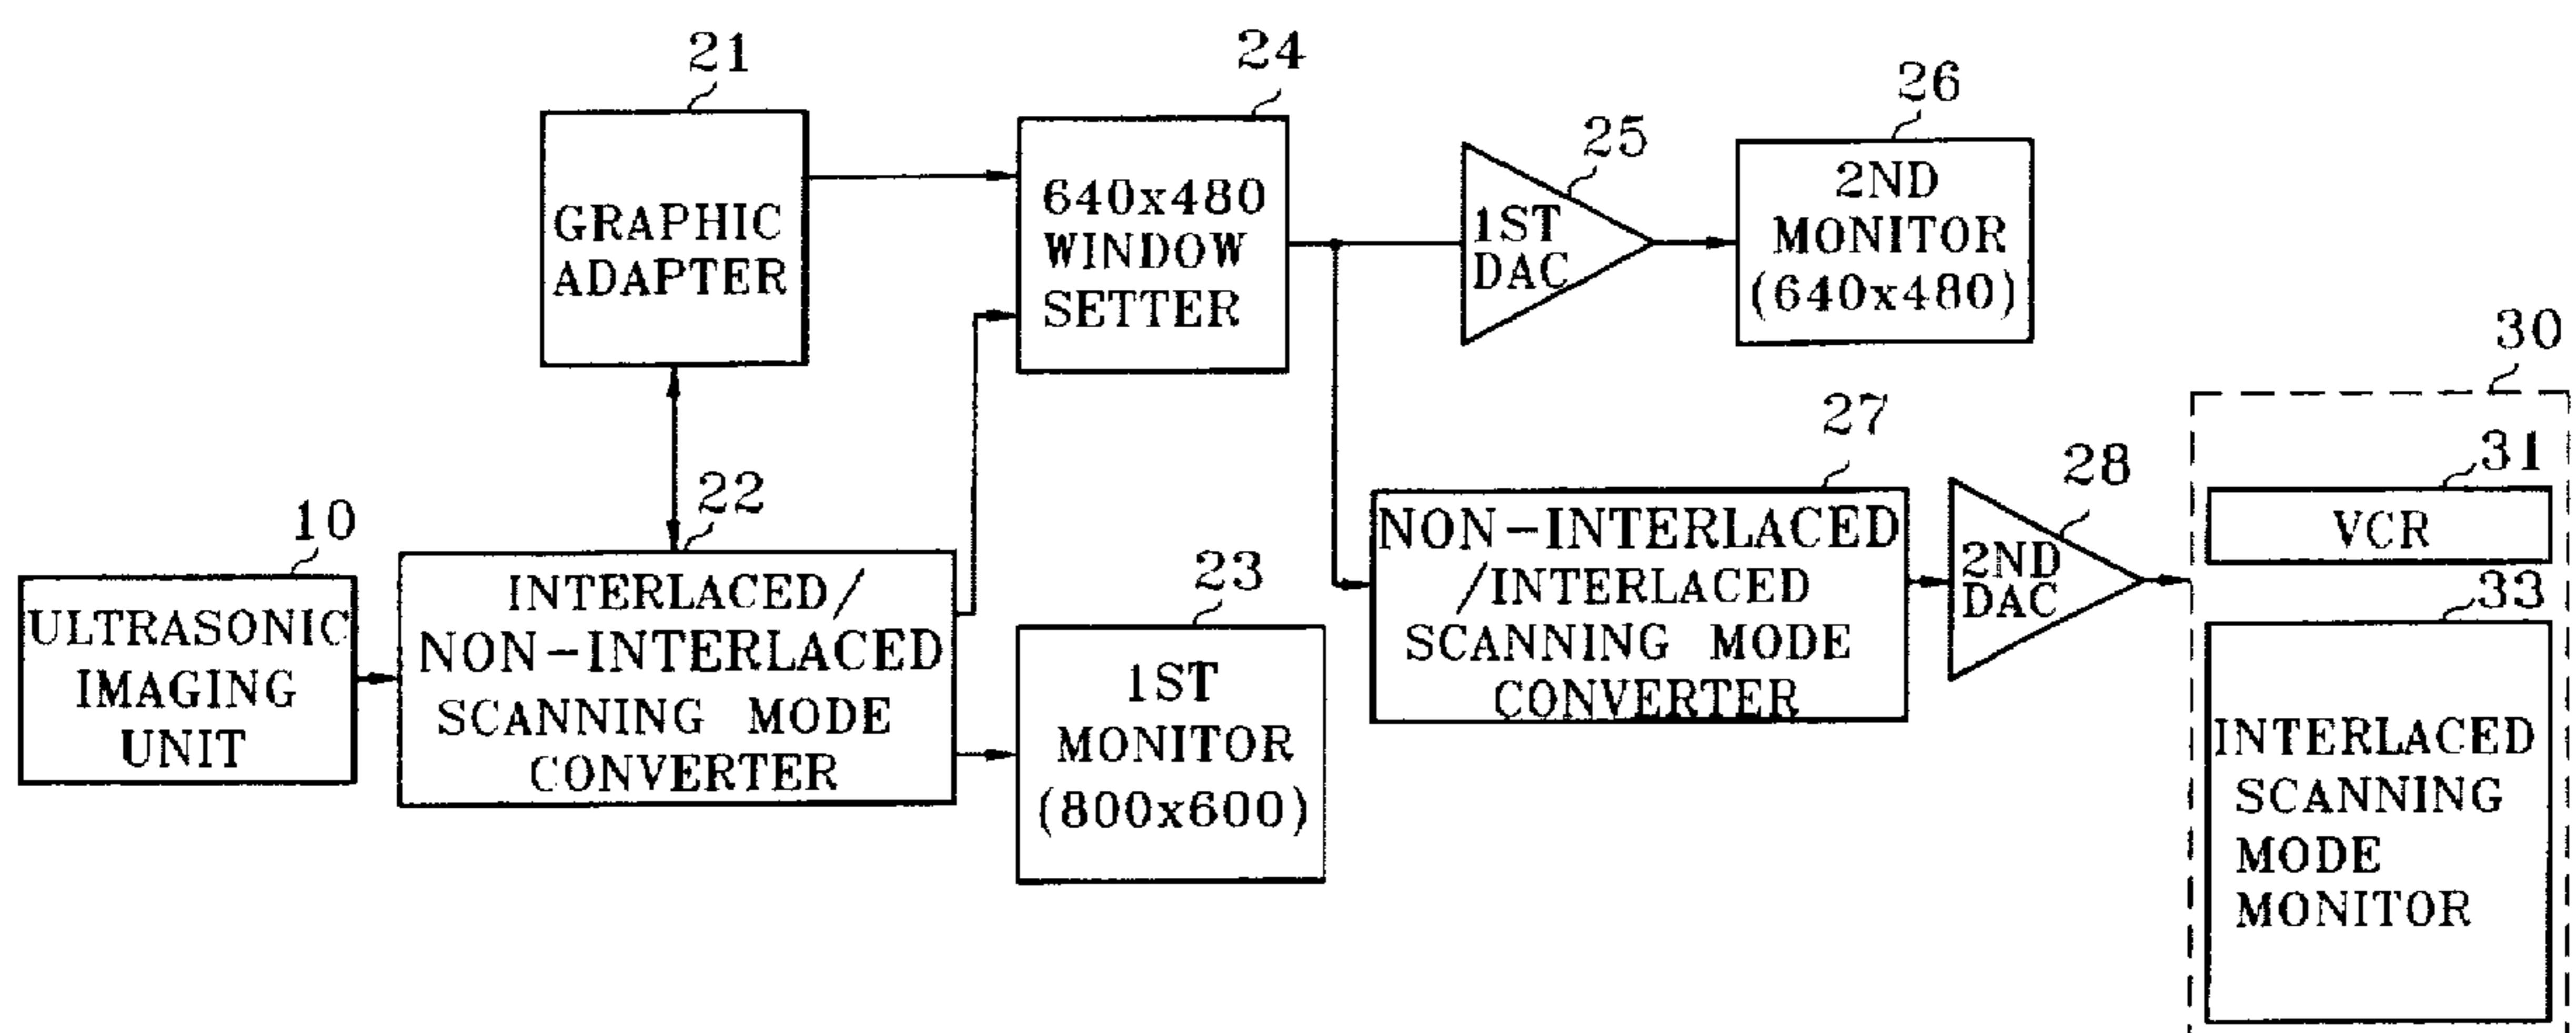 21
GRAPHIC
ADAPTER
24
640x480
WINDOW
SETTER
25
1ST
DAC
26
2ND
MONITOR
(640x480)
10
ULTRASONIC
IMAGING
UNIT
22
INTERLACED/
NON-INTERLACED
SCANNING MODE
CONVERTER
23
1ST
MONITOR
(800x600)
27
NON-INTERLACED
/INTERLACED
SCANNING MODE
CONVERTER
28
2ND
DAC
30
31
VCR
33
INTERLACED
SCANNING
MODE
MONITOR